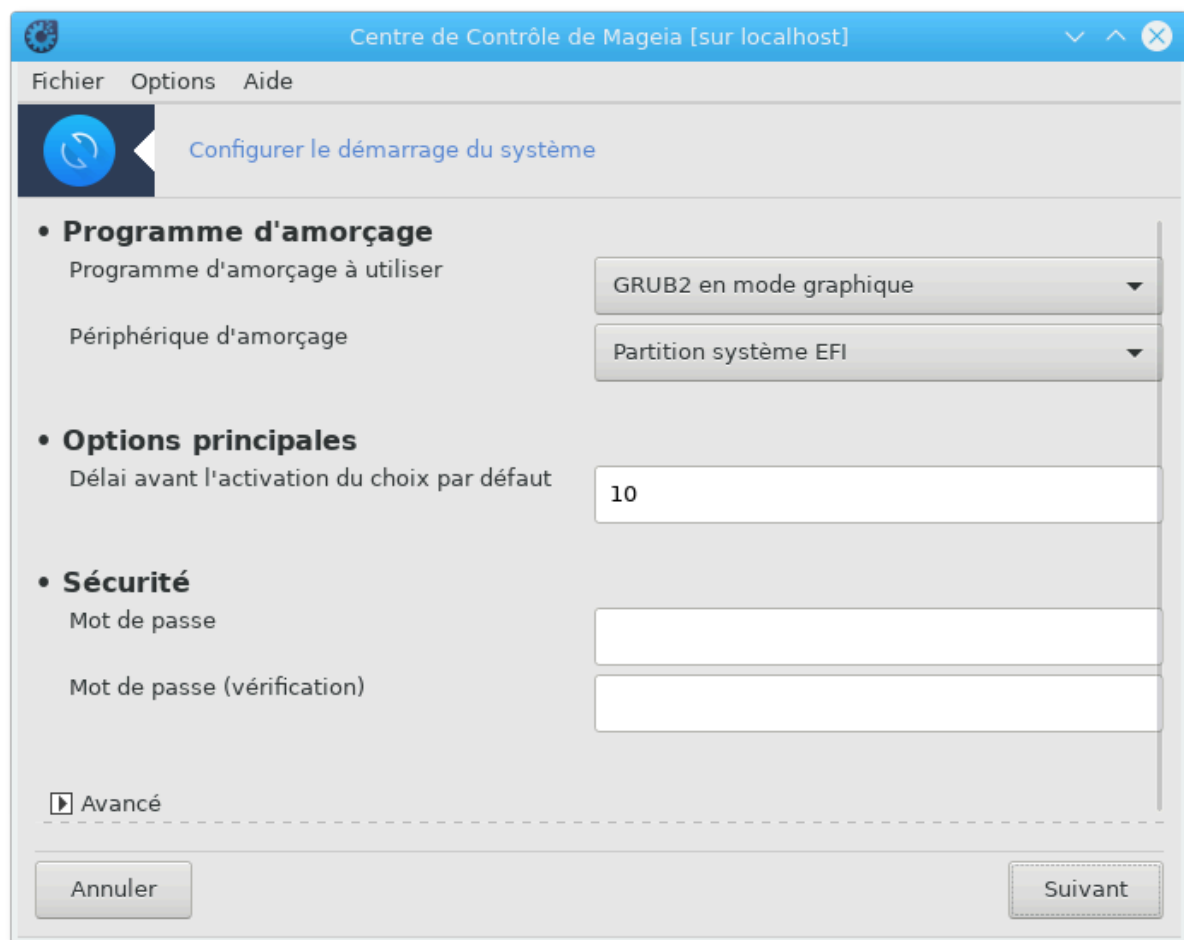 Centre de Contrôle de Mageia [sur localhost]
Fichier Options Aide
Configurer le démarrage du système
• Programme d'amorçage
Programme d'amorçage à utiliser
GRUB2 en mode graphique
Périphérique d'amorçage
Partition système EFI
• Options principales
Délai avant l'activation du choix par défaut
10
• Sécurité
Mot de passe
Mot de passe (vérification)
Avancé
Annuler
Suivant